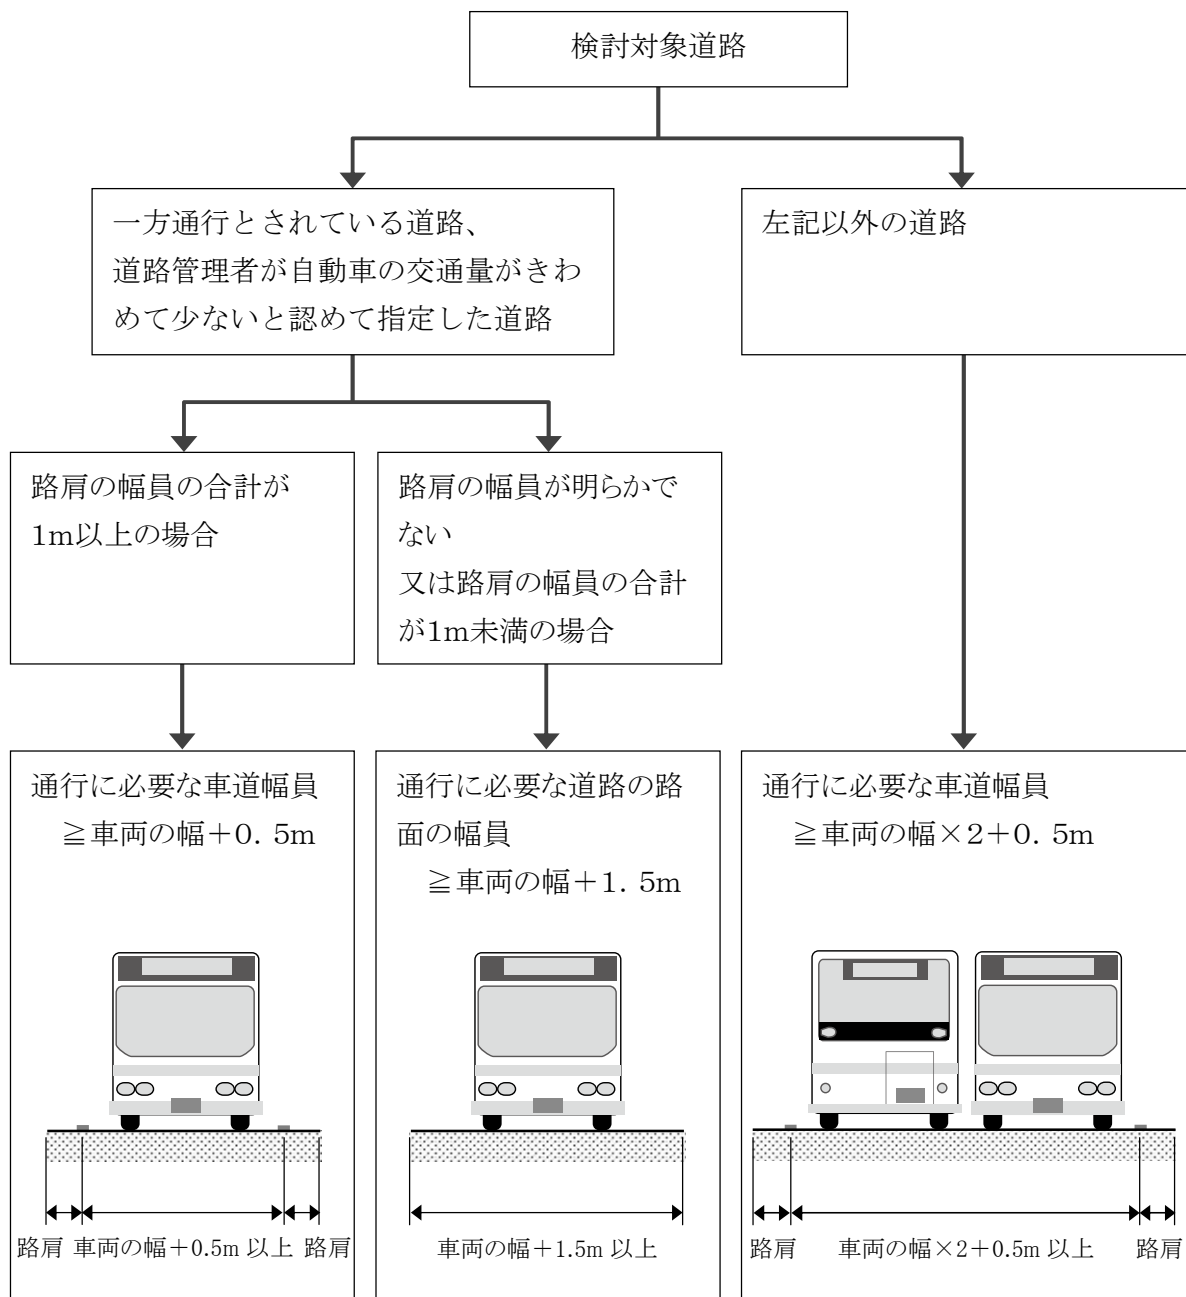 検討対象道路
一方通行とされている道路、
道路管理者が自動車の交通量がきわ
めて少ないと認めて指定した道路
左記以外の道路
路肩の幅員の合計が
1m以上の場合
路肩の幅員が明らかで
ない
又は路肩の幅員の合計
が1m未満の場合
通行に必要な車道幅員
≧車両の幅＋0．5m
通行に必要な道路の路
面の幅員
≧車両の幅＋1．5m
通行に必要な車道幅員
≧車両の幅×2＋0．5m
路肩 車両の幅＋0.5m 以上 路肩
車両の幅＋1.5m 以上
路肩 車両の幅×2＋0.5m 以上 路肩